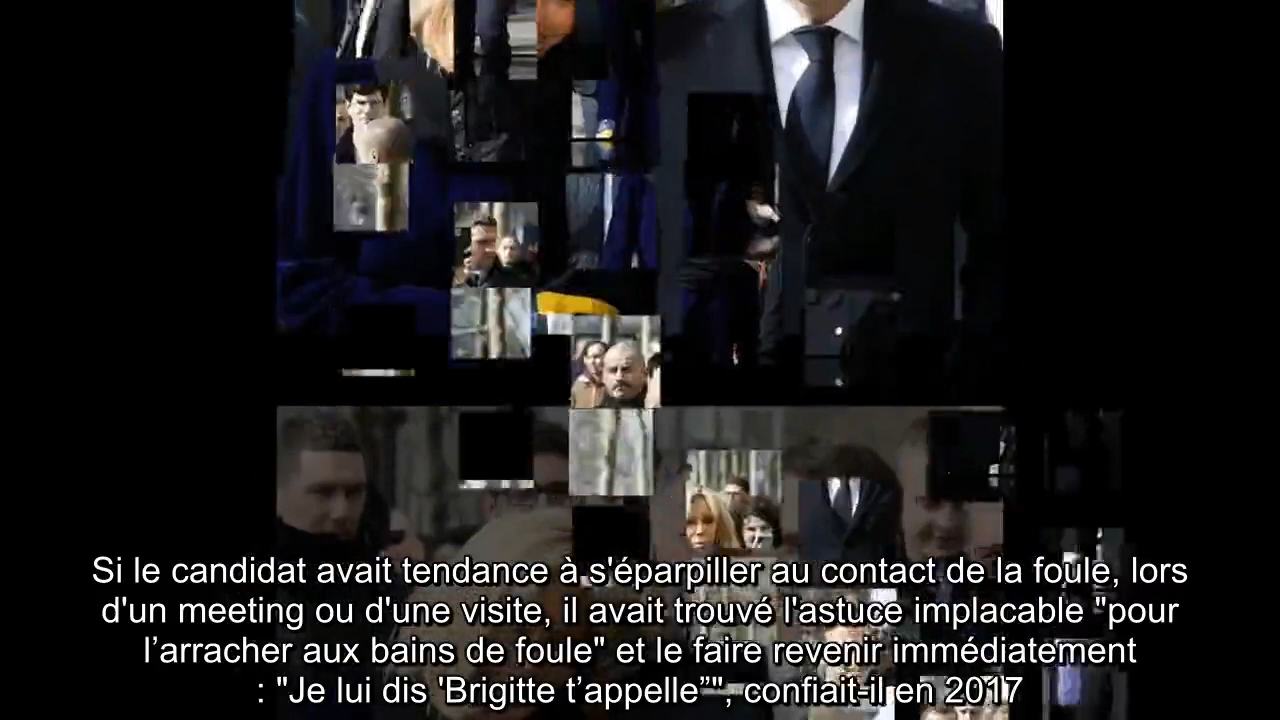 Si le candidat avait tendance à s'éparpiller au contact de la foule, lors
d'un meeting ou d'une visite, il avait trouvé l'astuce implacable "pour
l’arracher aux bains de foule" et le faire revenir immédiatement
: "Je lui dis 'Brigitte t’appelle”", confiait-il en 2017